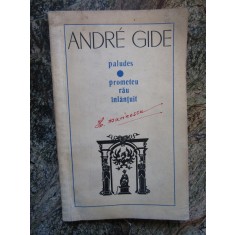 ANDRÉ GIDE
paludes
prometeu
rău
înlănțuit